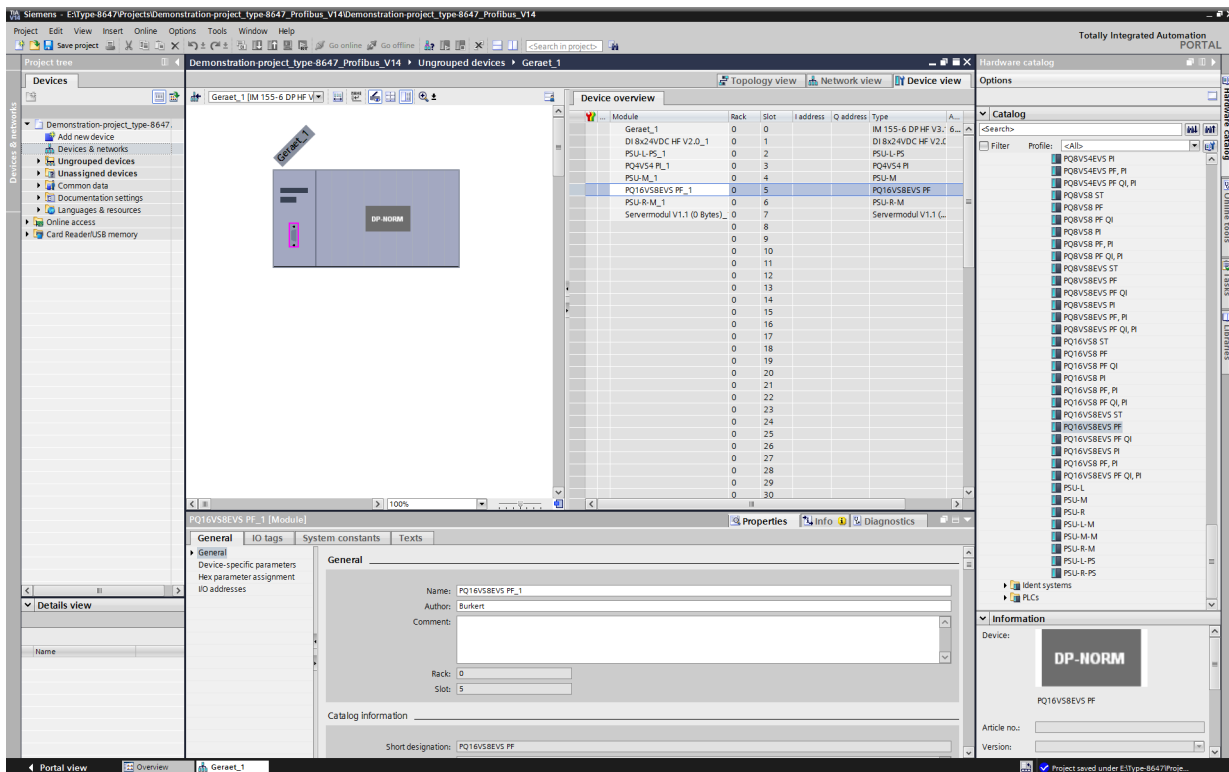 Siemens - E:\Type-8647\Projects\Demonstration-project_type-8647_Profibus_V14\Demonstration-project_type-8647_Profibus_V14
Project Edit View Insert Online Options Tools Window Help
Totally Integrated Automation
PORTAL
Save project
Go online
Go offline
<Search in project>
Project tree
Demonstration-project_type-8647_Profibus_V14 Ungrouped devices Geraet_1
Hardware catalog
Devices
Topology view Network view Device view
Options
Geraet_1 [IM 155-6 DP HF V
Device overview
Devices & networks
Demonstration-project_type-8647.
Add new device
Devices & networks
Ungrouped devices
Unassigned devices
Common data
Documentation settings
Languages & resources
Online access
Card Reader/USB memory
Geraet_1
DP-NORM
... Module Rack Slot I address Q address Type A...
Geraet_1 0 0 IM 155-6 DP HF V3.' 6...
DI 8x24VDC HF V2.0_1 0 1 DI 8x24VDC HF V2.0
PSU-L-PS_1 0 2 PSU-L-PS
PQ4VS4 PI_1 0 3 PQ4VS4 PI
PSU-M_1 0 4 PSU-M
PQ16VS8EVS PF_1 0 5 PQ16VS8EVS PF
PSU-R-M_1 0 6 PSU-R-M
Servermodul V1.1 (0 Bytes)_ 0 7 Servermodul V1.1 (...
0 8
0 9
0 10
0 11
0 12
0 13
0 14
0 15
0 16
0 17
0 18
0 19
0 20
0 21
0 22
0 23
0 24
0 25
0 26
0 27
0 28
0 29
0 30
100%
Catalog
<Search>
Filter Profile: <All>
PQ8VS4EVS PI
PQ8VS4EVS PF, PI
PQ8VS4EVS PF QI, PI
PQ8VS8 ST
PQ8VS8 PF
PQ8VS8 PF QI
PQ8VS8 PI
PQ8VS8 PF, PI
PQ8VS8 PF QI, PI
PQ8VS8EVS ST
PQ8VS8EVS PF
PQ8VS8EVS PF QI
PQ8VS8EVS PI
PQ8VS8EVS PF, PI
PQ8VS8EVS PF QI, PI
PQ16VS8 ST
PQ16VS8 PF
PQ16VS8 PF QI
PQ16VS8 PI
PQ16VS8 PF, PI
PQ16VS8 PF QI, PI
PQ16VS8EVS ST
PQ16VS8EVS PF
PQ16VS8EVS PF QI
PQ16VS8EVS PI
PQ16VS8 PF, PI
PQ16VS8EVS PF QI, PI
PSU-L
PSU-M
PSU-R
PSU-L-M
PSU-M-M
PSU-R-M
PSU-L-PS
PSU-R-PS
Ident systems
PLCs
Hardware catalog
Online tools
Tasks
Libraries
PQ16VS8EVS PF_1 [Module]
Properties Info Diagnostics
General IO tags System constants Texts
General
Device-specific parameters
Hex parameter assignment
I/O addresses
General
Name: PQ16VS8EVS PF_1
Author: Burkert
Comment:
Rack: 0
Slot: 5
Catalog information
Short designation: PQ16VS8EVS PF
Details view
Name
Information
Device:
DP-NORM
PQ16VS8EVS PF
Article no.:
Version:
Portal view Overview Geraet_1
Project saved under E:\Type-8647\Proje...